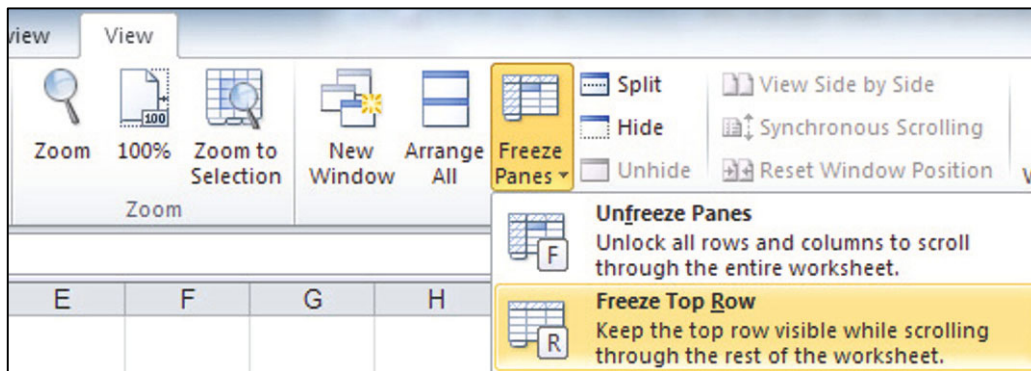 view View
Split View Side by Side
100
Hide Synchronous Scrolling
Zoom 100% Zoom to New Arrange Freeze
Selection Window All Panes Unhide Reset Window Position
Zoom
Unfreeze Panes
F
Unlock all rows and columns to scroll
through the entire worksheet.
E F G H
Freeze Top Row
R
Keep the top row visible while scrolling
through the rest of the worksheet.